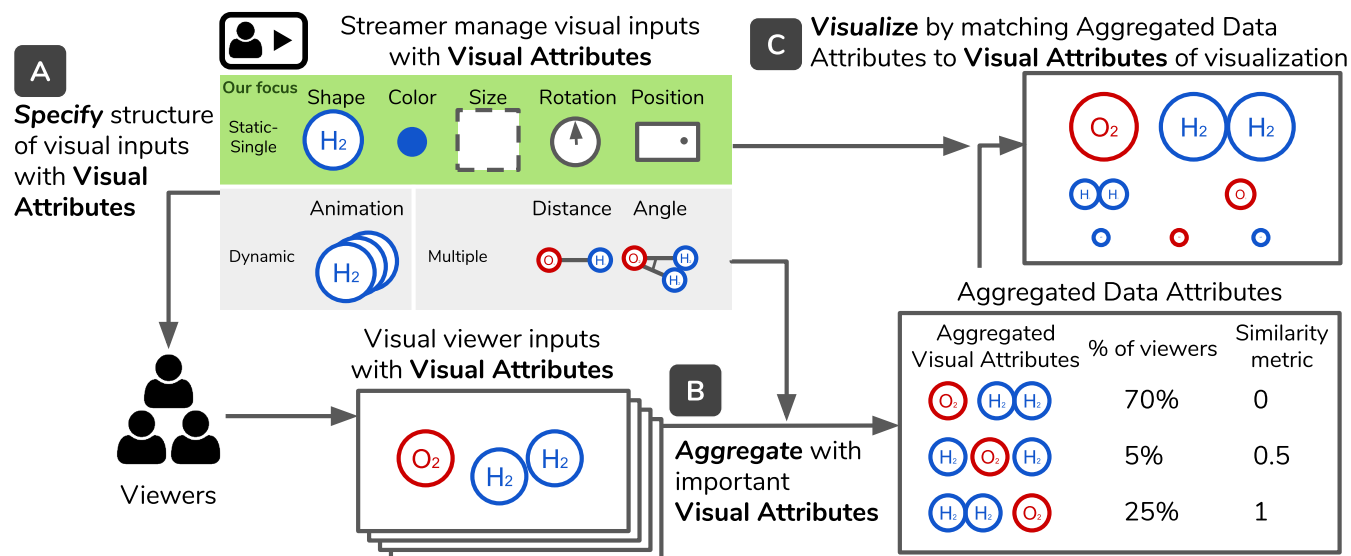 A
Specify structure
of visual inputs
with Visual
Attributes
Streamer manage visual inputs
with Visual Attributes
Our focus
Shape Color Size Rotation Position
Static-
Single
H2
Animation
Distance Angle
Dynamic
H2
Multiple
O H
O H H
Viewers
Visual viewer inputs
with Visual Attributes
O2 H2 H2
B
Aggregate with
important
Visual Attributes
C
Visualize by matching Aggregated Data
Attributes to Visual Attributes of visualization
O2 H2 H2
H H O
Aggregated Data Attributes
Aggregated
Visual Attributes
% of viewers
Similarity
metric
O2 H2 H2 70% 0
H2 O2 H2 5% 0.5
H2 H2 O2 25% 1